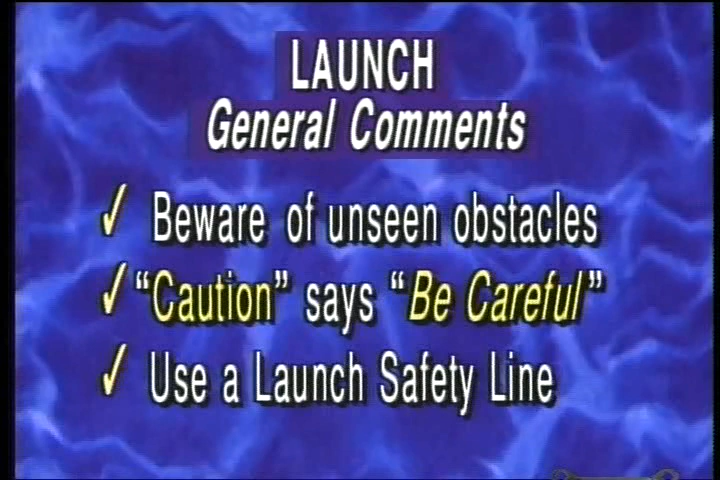 LAUNCH
General Comments
✓ Beware of unseen obstacles
✓ "Caution" says "Be Careful"
✓ Use a Launch Safety Line